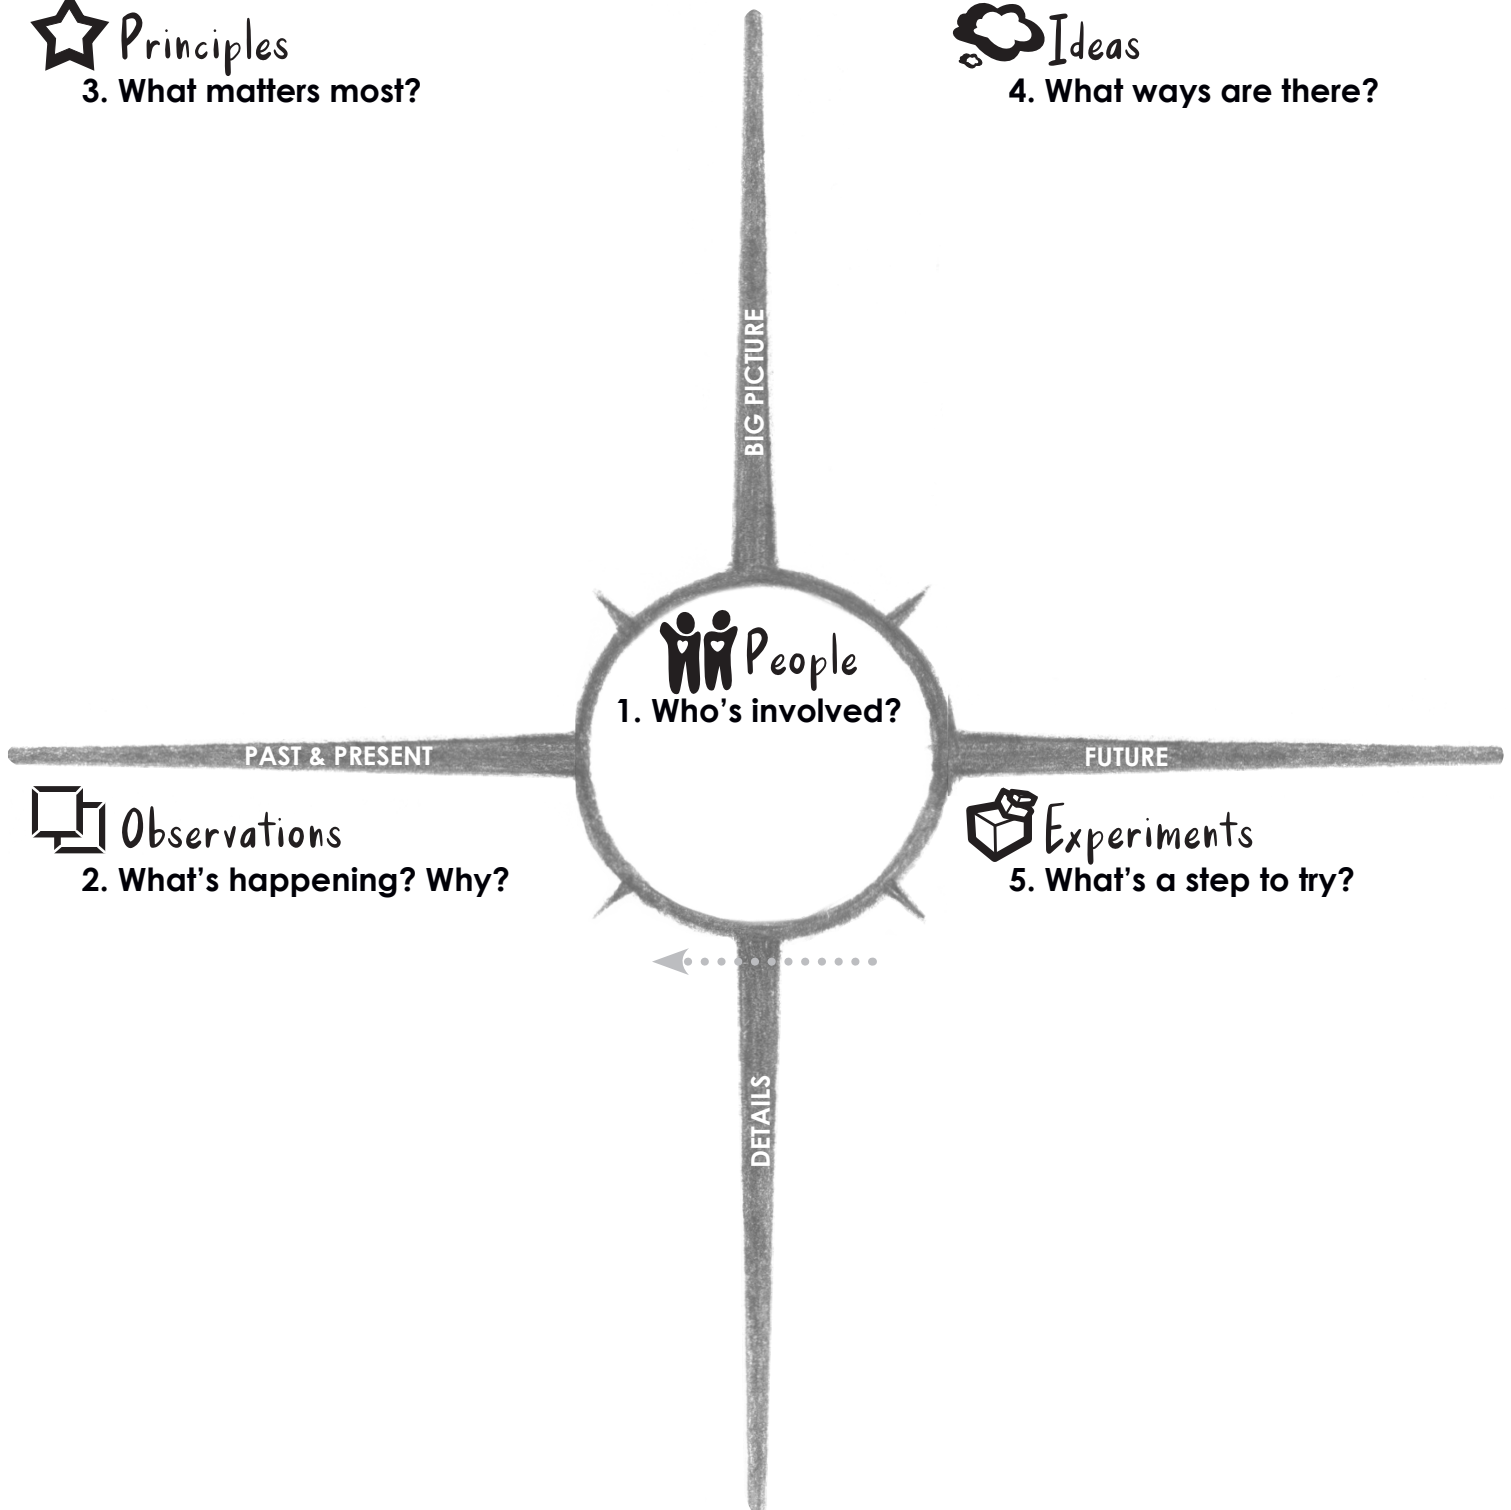 Principles
3. What matters most?
Ideas
4. What ways are there?
BIG PICTURE
People
1. Who's involved?
PAST & PRESENT
FUTURE
Observations
2. What's happening? Why?
Experiments
5. What's a step to try?
DETAILS